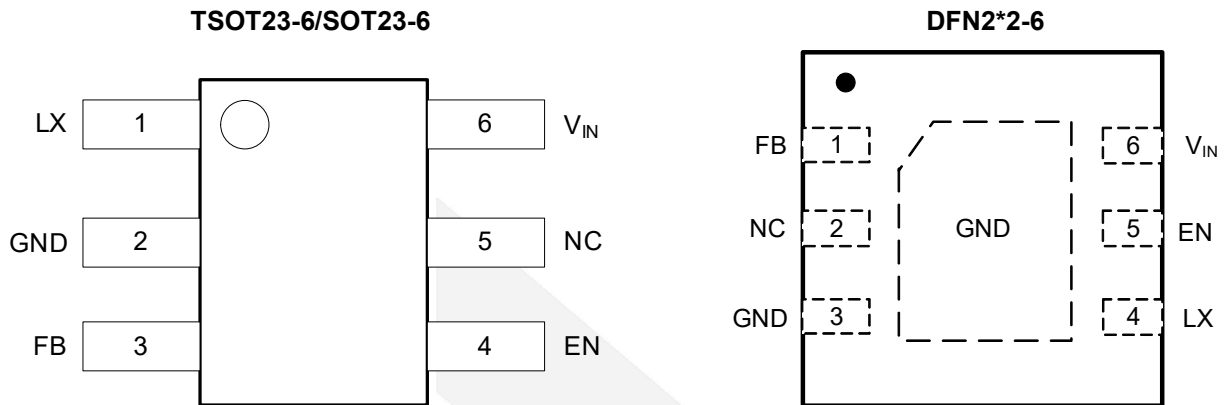 TSOT23-6/SOT23-6
LX 1 6 VIN
GND 2 5 NC
FB 3 4 EN
DFN2*2-6
FB 1 6 VIN
NC 2 GND 5 EN
GND 3 4 LX